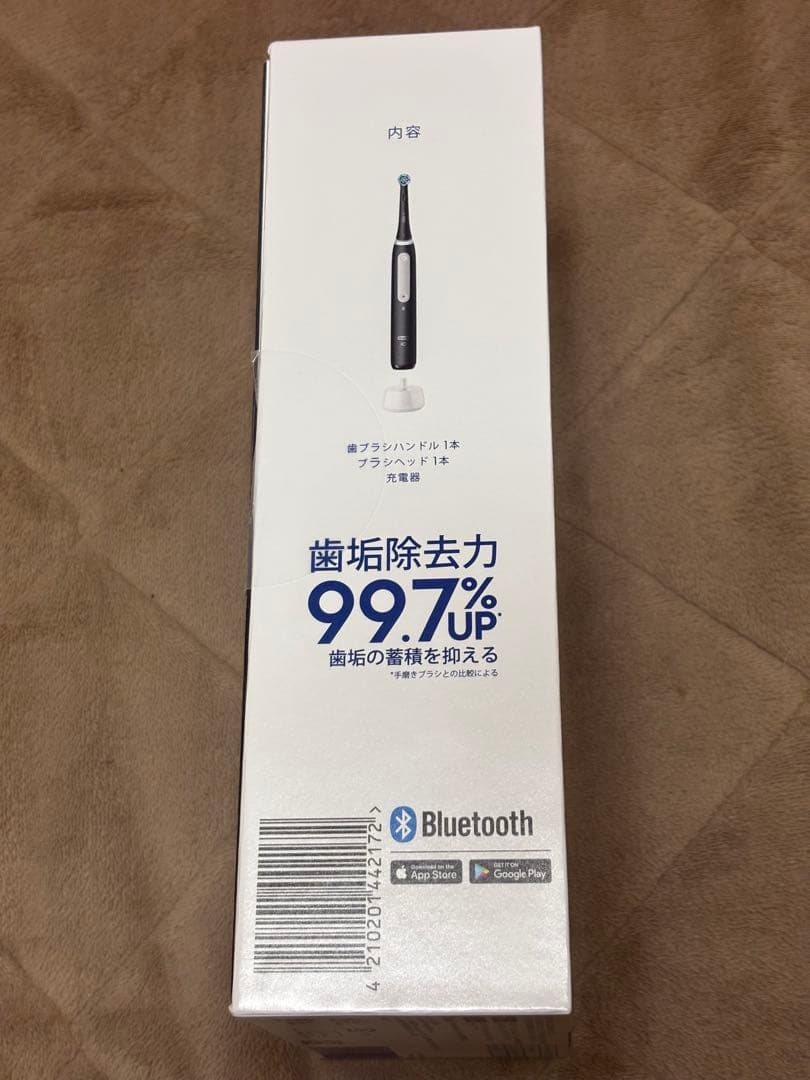 内容
歯ブラシハンドル 1本
ブラシヘッド 1本
充電器
歯垢除去力
99.7%UP*
歯垢の蓄積を抑える
*手磨きブラシとの比較による
Bluetooth
Download on the
App Store
GET IT ON
Google Play
4 210201 442172 >